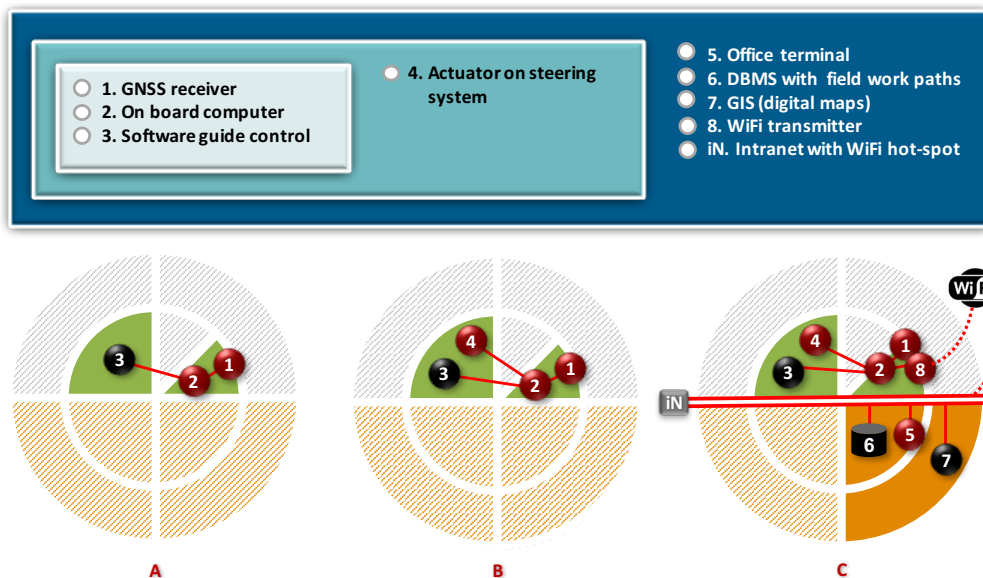 1. GNSS receiver
2. On board computer
3. Software guide control
4. Actuator on steering
system
5. Office terminal
6. DBMS with field work paths
7. GIS (digital maps)
8. WiFi transmitter
iN. Intranet with WiFi hot-spot
3
2
1
A
4
3
2
1
B
4
3
2
1
8
iN
6
5
7
C